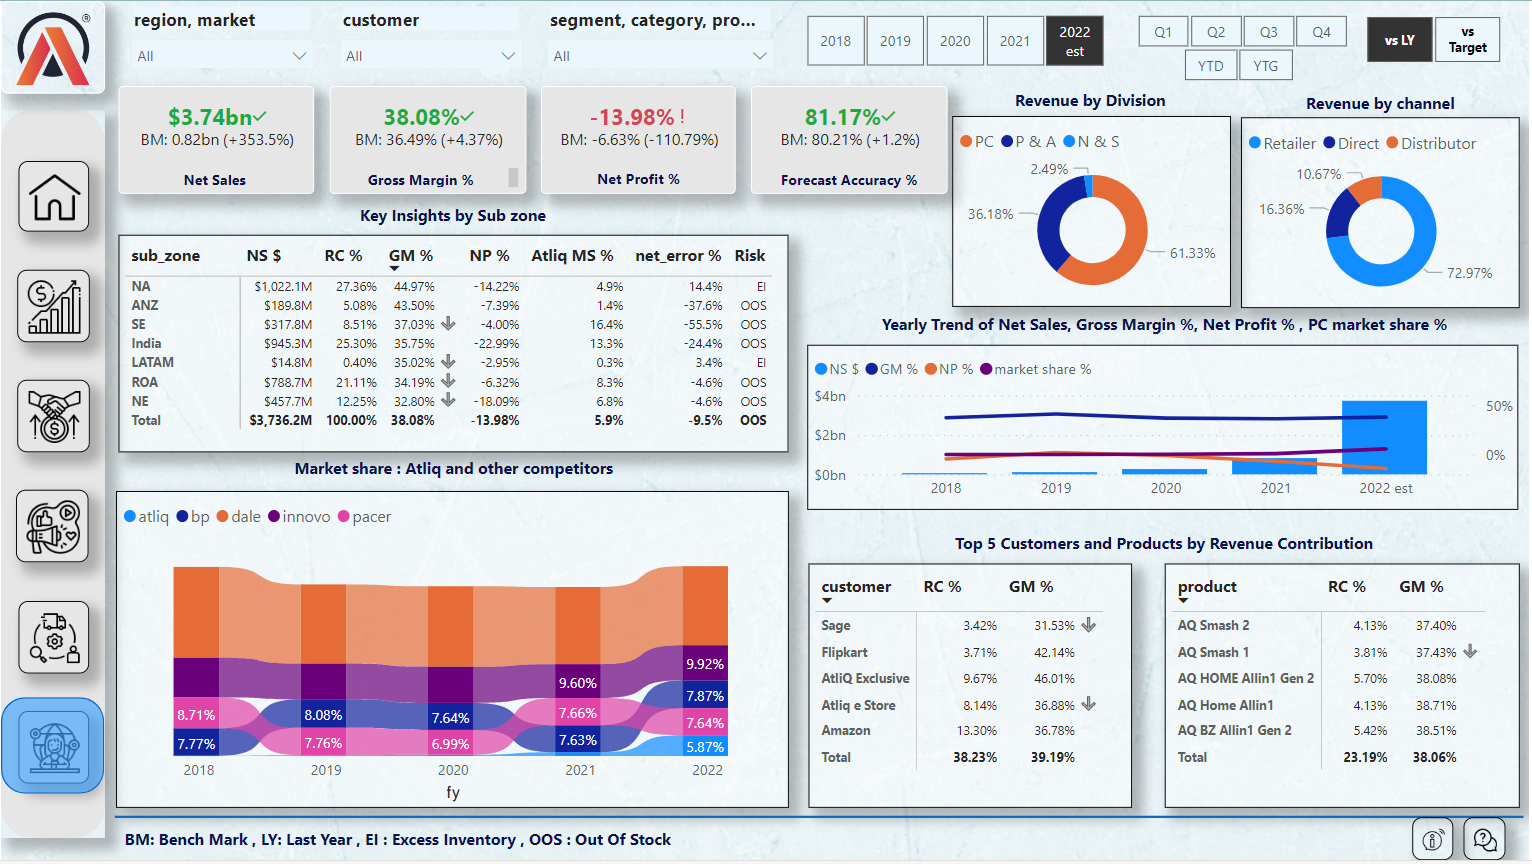 ®
region, market
customer
segment, category, pro...
All
All
All
2018
2019
2020
2021
2022 est
Q1
Q2
Q3
Q4
YTD
YTG
vs LY
vs Target
$3.74bn
BM: 0.82bn (+353.5%)
Net Sales
38.08%
BM: 36.49% (+4.37%)
Gross Margin %
-13.98% !
BM: -6.63% (-110.79%)
Net Profit %
81.17%
BM: 80.21% (+1.2%)
Forecast Accuracy %
Revenue by Division
PC P & A N & S
2.49%
36.18%
61.33%
Revenue by channel
Retailer Direct Distributor
10.67%
16.36%
72.97%
Key Insights by Sub zone
sub_zone NS $ RC % GM % NP % Atliq MS % net_error % Risk
NA $1,022.1M 27.36% 44.97% -14.22% 4.9% 14.4% EI
ANZ $189.8M 5.08% 43.50% -7.39% 1.4% -37.6% OOS
SE $317.8M 8.51% 37.03% -4.00% 16.4% -55.5% OOS
India $945.3M 25.30% 35.75% -22.99% 13.3% -24.4% OOS
LATAM $14.8M 0.40% 35.02% -2.95% 0.3% 3.4% EI
ROA $788.7M 21.11% 34.19% -6.32% 8.3% -4.6% OOS
NE $457.7M 12.25% 32.80% -18.09% 6.8% -4.6% OOS
Total $3,736.2M 100.00% 38.08% -13.98% 5.9% -9.5% OOS
Yearly Trend of Net Sales, Gross Margin %, Net Profit % , PC market share %
NS $ GM % NP % market share %
$4bn
$2bn
$0bn
50%
0%
2018 2019 2020 2021 2022 est
Market share : Atliq and other competitors
atliq bp dale innovo pacer
8.71%
7.77%
8.08%
7.76%
7.64%
6.99%
9.60%
7.66%
7.63%
9.92%
7.87%
7.64%
5.87%
2018 2019 2020 2021 2022
fy
Top 5 Customers and Products by Revenue Contribution
customer RC % GM %
Sage 3.42% 31.53%
Flipkart 3.71% 42.14%
AtliQ Exclusive 9.67% 46.01%
Atliq e Store 8.14% 36.88%
Amazon 13.30% 36.78%
Total 38.23% 39.19%
product RC % GM %
AQ Smash 2 4.13% 37.40%
AQ Smash 1 3.81% 37.43%
AQ HOME Allin1 Gen 2 5.70% 38.08%
AQ Home Allin1 4.13% 38.71%
AQ BZ Allin1 Gen 2 5.42% 38.51%
Total 23.19% 38.06%
BM: Bench Mark , LY: Last Year , EI : Excess Inventory , OOS : Out Of Stock